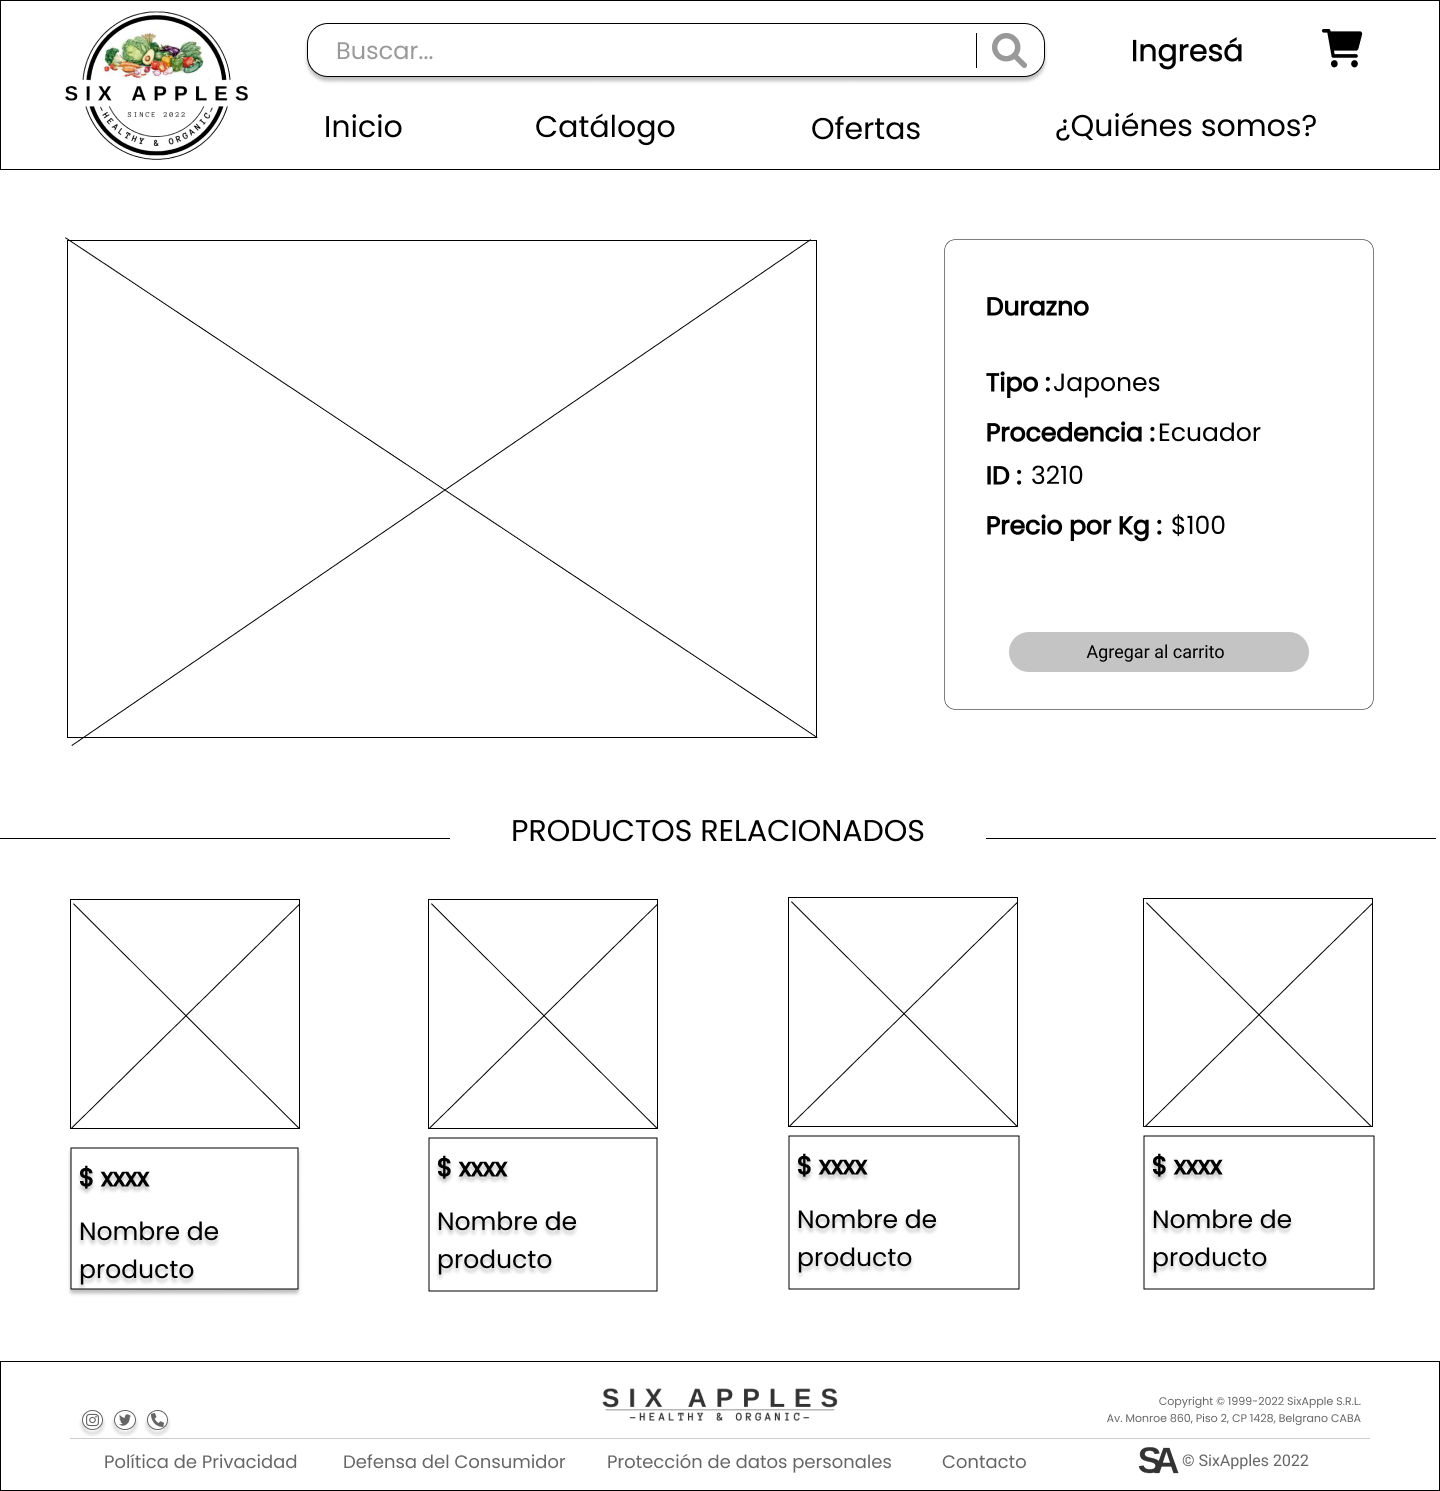 Buscar...
Ingresá
SIX APPLES
SINCE 2022
HEALTHY & ORGANIC
Inicio
Catálogo
Ofertas
¿Quiénes somos?
Durazno
Tipo : Japones
Procedencia : Ecuador
ID : 3210
Precio por Kg : $100
Agregar al carrito
PRODUCTOS RELACIONADOS
$ xxxx
Nombre de
producto
$ xxxx
Nombre de
producto
$ xxxx
Nombre de
producto
$ xxxx
Nombre de
producto
SIX APPLES
-HEALTHY & ORGANIC-
Copyright © 1999-2022 SixApple S.R.L.
Av. Monroe 860, Piso 2, CP 1428, Belgrano CABA
Política de Privacidad
Defensa del Consumidor
Protección de datos personales
Contacto
SA © SixApples 2022